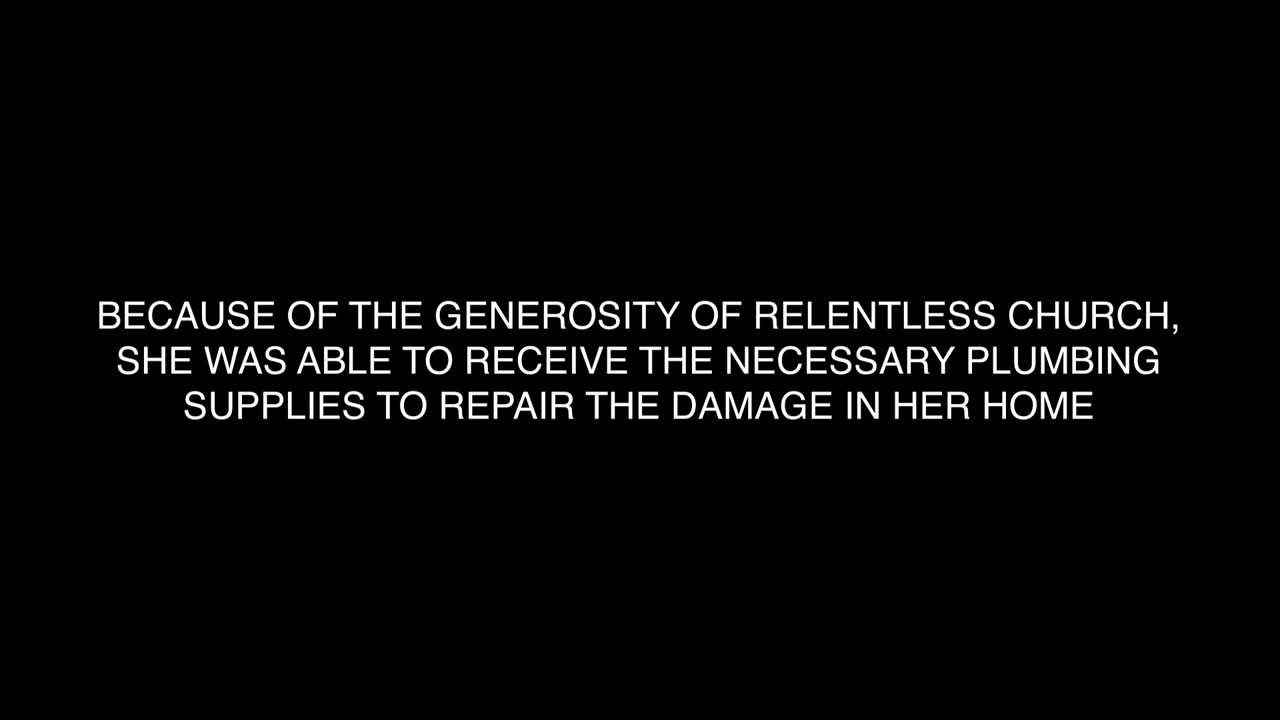 BECAUSE OF THE GENEROSITY OF RELENTLESS CHURCH,
SHE WAS ABLE TO RECEIVE THE NECESSARY PLUMBING
SUPPLIES TO REPAIR THE DAMAGE IN HER HOME